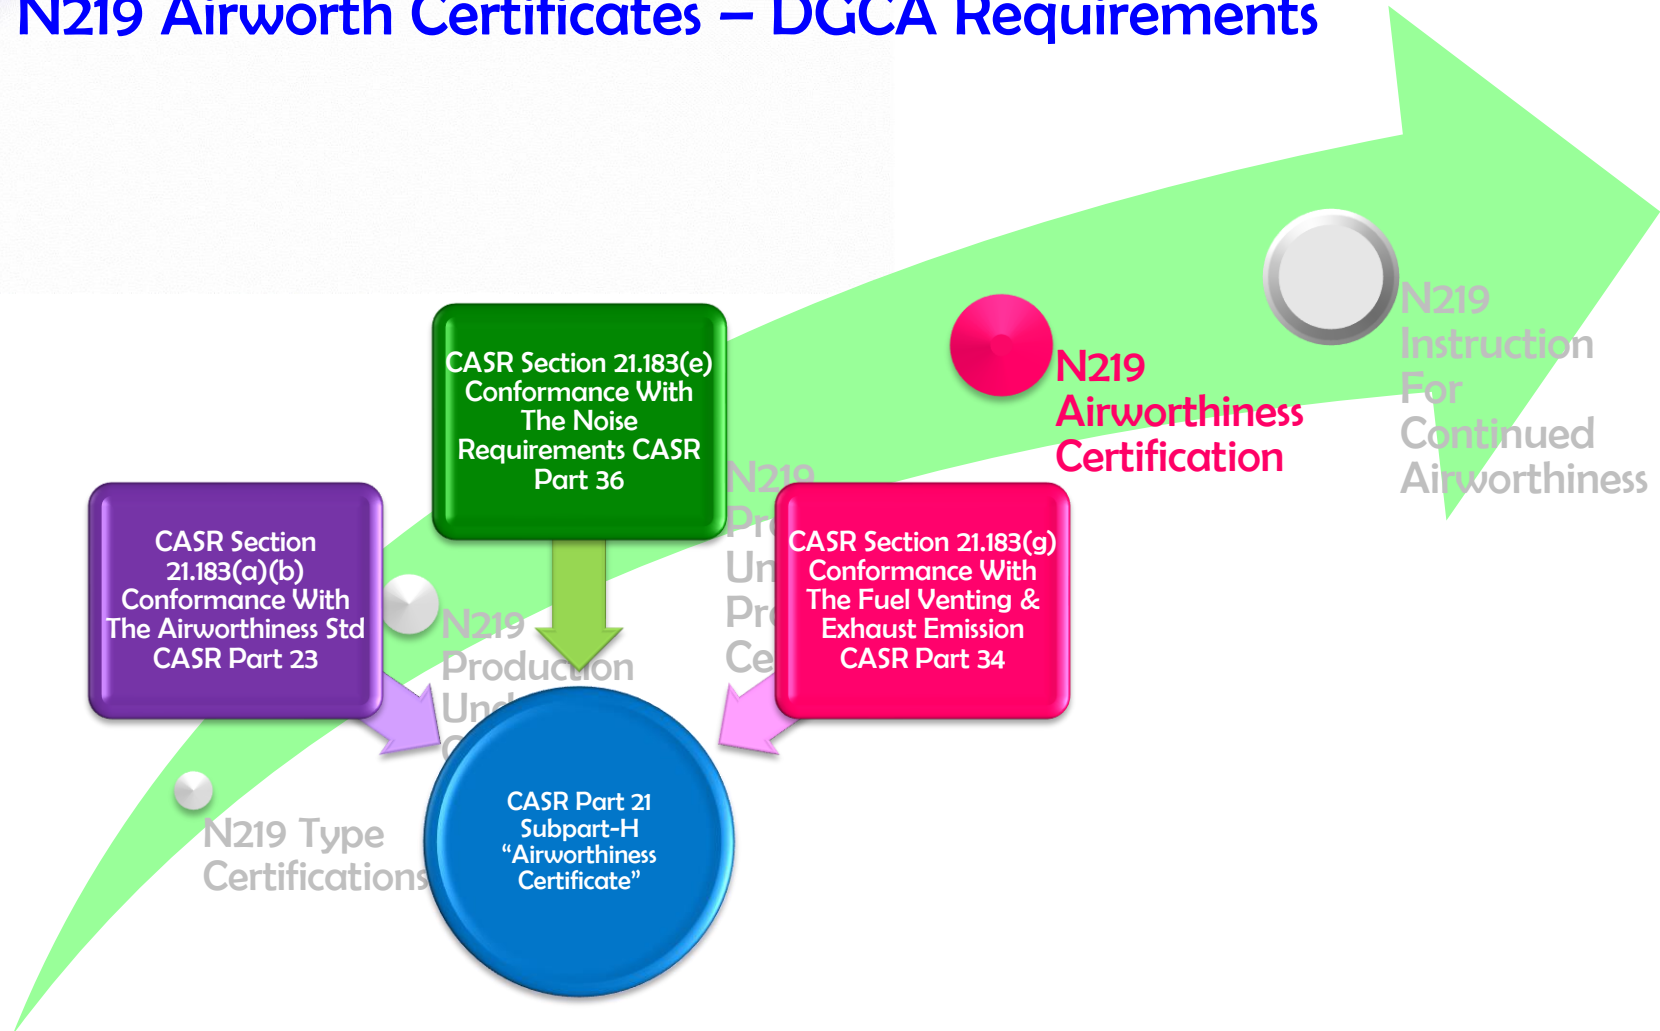 N219 Airworth Certificates – DGCA Requirements
CASR Section 21.183(e)
Conformance With
The Noise
Requirements CASR
Part 36
N219
Airworthiness
Certification
N219
Instruction
For
Continued
Airworthiness
CASR Section
21.183(a)(b)
Conformance With
The Airworthiness Std
CASR Part 23
CASR Section 21.183(g)
Conformance With
The Fuel Venting &
Exhaust Emission
CASR Part 34
N219
N219
Production
N219 Type
Certifications
CASR Part 21
Subpart-H
“Airworthiness
Certificate”